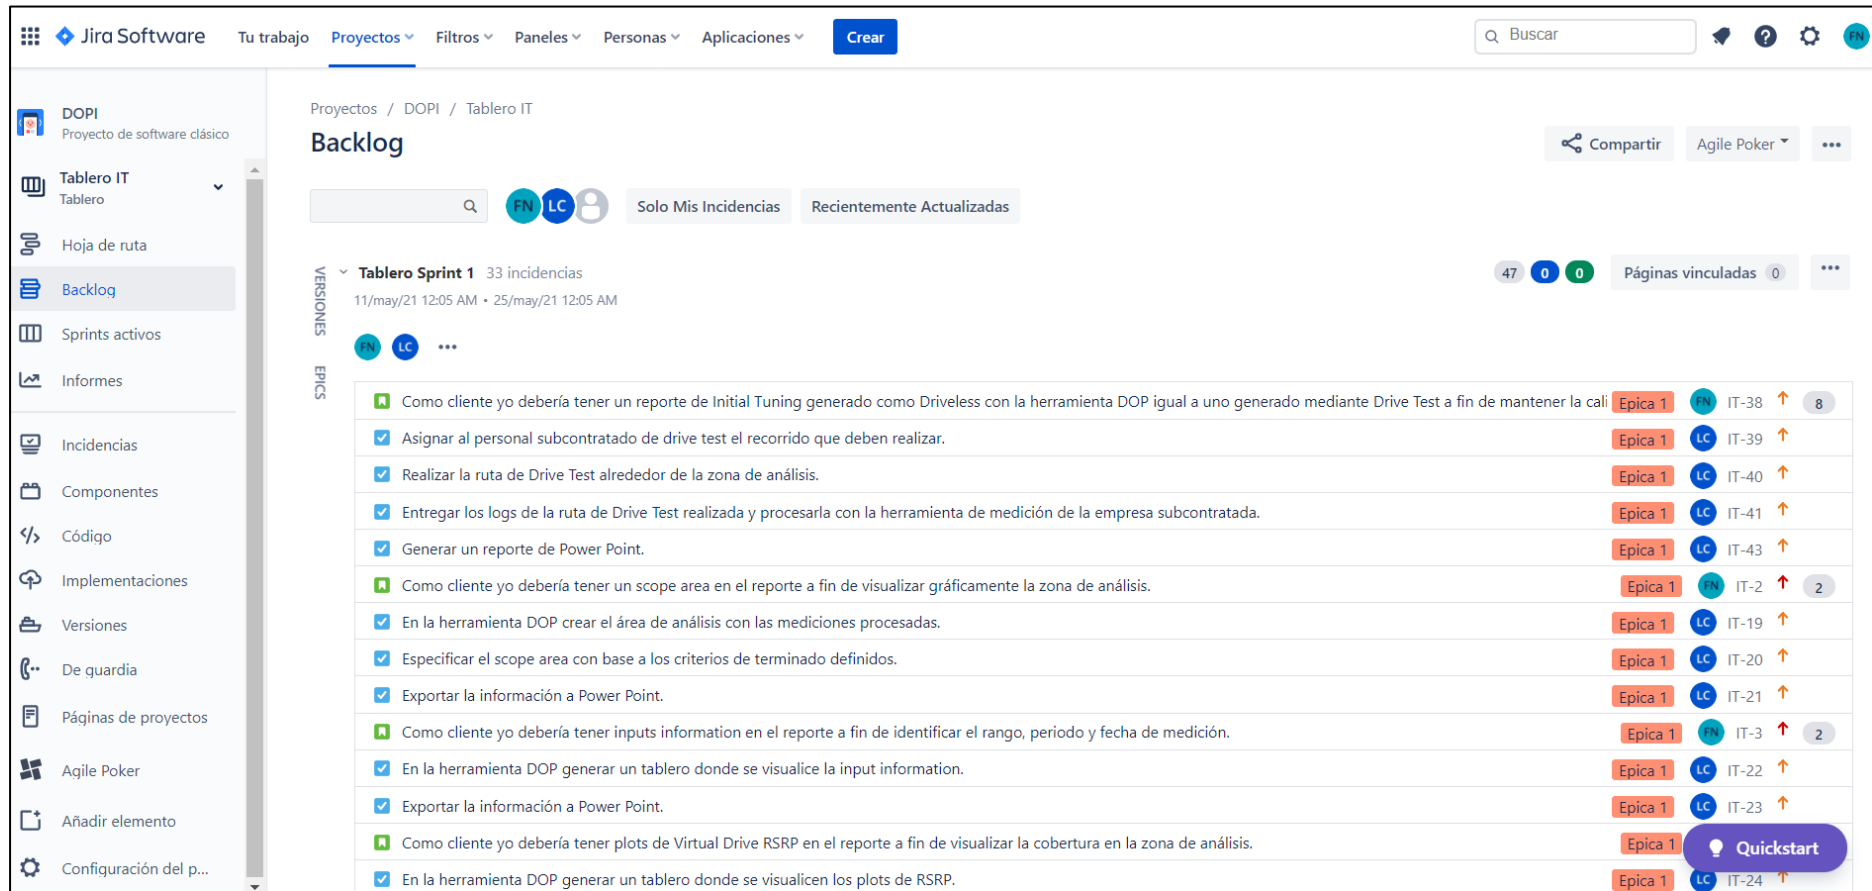 Jira Software Tu trabajo Proyectos Filtros Paneles Personas Aplicaciones Crear Buscar FN
DOPI
Proyecto de software clásico
Tablero IT
Tablero
Hoja de ruta
Backlog
Sprints activos
Informes
Incidencias
Componentes
Código
Implementaciones
Versiones
De guardia
Páginas de proyectos
Agile Poker
Añadir elemento
Configuración del p...
Proyectos / DOPI / Tablero IT
Backlog
Compartir Agile Poker
FN LC Solo Mis Incidencias Recientemente Actualizadas
VERSIONES
EPICS
Tablero Sprint 1 33 incidencias 47 0 0 Páginas vinculadas 0
11/may/21 12:05 AM • 25/may/21 12:05 AM
FN LC
Como cliente yo debería tener un reporte de Initial Tuning generado como Driveless con la herramienta DOP igual a uno generado mediante Drive Test a fin de mantener la cali Epica 1 FN IT-38 8
Asignar al personal subcontratado de drive test el recorrido que deben realizar. Epica 1 LC IT-39
Realizar la ruta de Drive Test alrededor de la zona de análisis. Epica 1 LC IT-40
Entregar los logs de la ruta de Drive Test realizada y procesarla con la herramienta de medición de la empresa subcontratada. Epica 1 LC IT-41
Generar un reporte de Power Point. Epica 1 LC IT-43
Como cliente yo debería tener un scope area en el reporte a fin de visualizar gráficamente la zona de análisis. Epica 1 FN IT-2 2
En la herramienta DOP crear el área de análisis con las mediciones procesadas. Epica 1 LC IT-19
Especificar el scope area con base a los criterios de terminado definidos. Epica 1 LC IT-20
Exportar la información a Power Point. Epica 1 LC IT-21
Como cliente yo debería tener inputs information en el reporte a fin de identificar el rango, periodo y fecha de medición. Epica 1 FN IT-3 2
En la herramienta DOP generar un tablero donde se visualice la input information. Epica 1 LC IT-22
Exportar la información a Power Point. Epica 1 LC IT-23
Como cliente yo debería tener plots de Virtual Drive RSRP en el reporte a fin de visualizar la cobertura en la zona de análisis. Epica 1
Quickstart
En la herramienta DOP generar un tablero donde se visualicen los plots de RSRP. Epica 1 LC IT-24